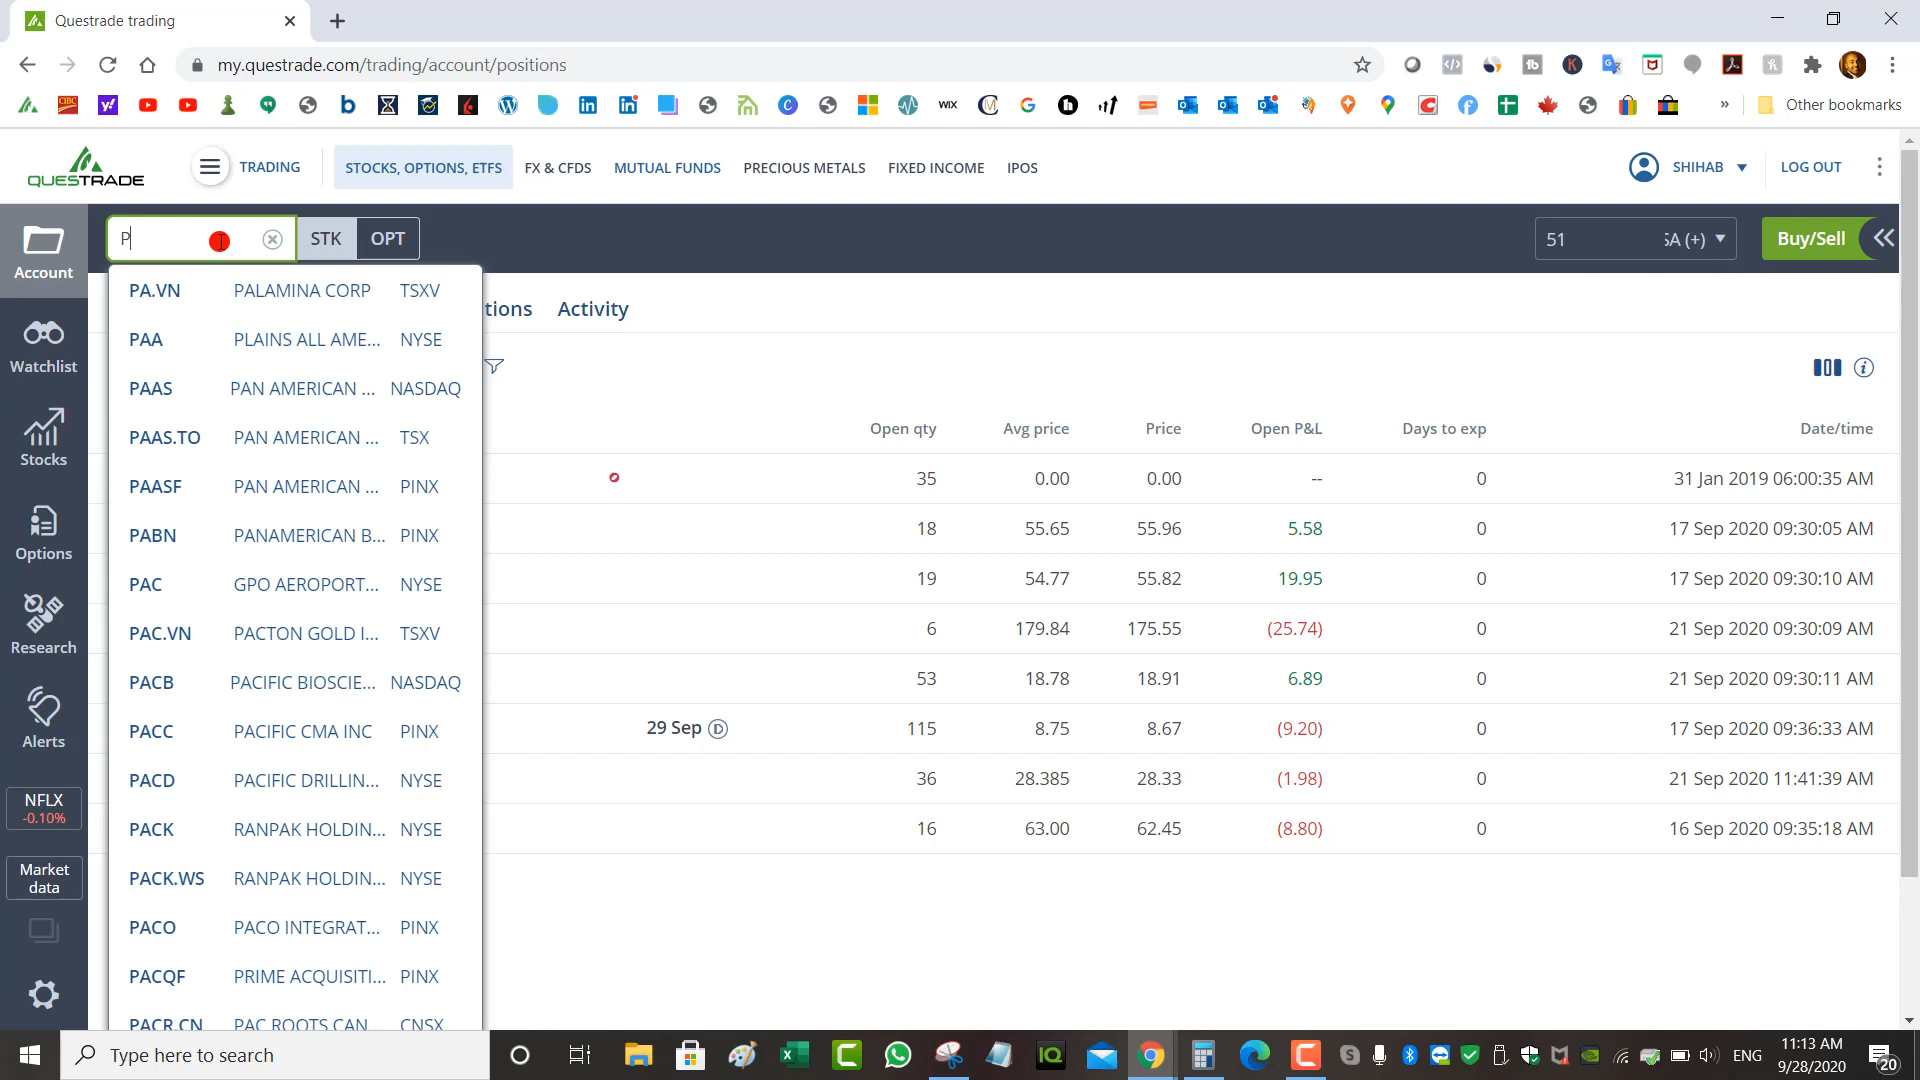 Questrade trading
my.questrade.com/trading/account/positions
Other bookmarks
QUESTRADE
TRADING
STOCKS, OPTIONS, ETFS
FX & CFDS
MUTUAL FUNDS
PRECIOUS METALS
FIXED INCOME
IPOS
SHIHAB
LOG OUT
P
STK
OPT
51
SA (+)
Buy/Sell
Account
Watchlist
Stocks
Options
Research
Alerts
NFLX
-0.10%
Market
data
PA.VN PALAMINA CORP TSXV
PAA PLAINS ALL AME... NYSE
PAAS PAN AMERICAN ... NASDAQ
PAAS.TO PAN AMERICAN ... TSX
PAASF PAN AMERICAN ... PINX
PABN PANAMERICAN B... PINX
PAC GPO AEROPORT... NYSE
PAC.VN PACTON GOLD I... TSXV
PACB PACIFIC BIOSCIE... NASDAQ
PACC PACIFIC CMA INC PINX
PACD PACIFIC DRILLIN... NYSE
PACK RANPAK HOLDIN... NYSE
PACK.WS RANPAK HOLDIN... NYSE
PACO PACO INTEGRAT... PINX
PACQF PRIME ACQUISITI... PINX
PACR.CN PAC ROOTS CAN... CNSX
tions Activity
Open qty Avg price Price Open P&L Days to exp Date/time
35 0.00 0.00 -- 0 31 Jan 2019 06:00:35 AM
18 55.65 55.96 5.58 0 17 Sep 2020 09:30:05 AM
19 54.77 55.82 19.95 0 17 Sep 2020 09:30:10 AM
6 179.84 175.55 (25.74) 0 21 Sep 2020 09:30:09 AM
53 18.78 18.91 6.89 0 21 Sep 2020 09:30:11 AM
29 Sep D 115 8.75 8.67 (9.20) 0 17 Sep 2020 09:36:33 AM
36 28.385 28.33 (1.98) 0 21 Sep 2020 11:41:39 AM
16 63.00 62.45 (8.80) 0 16 Sep 2020 09:35:18 AM
Type here to search
ENG
11:13 AM
9/28/2020
20